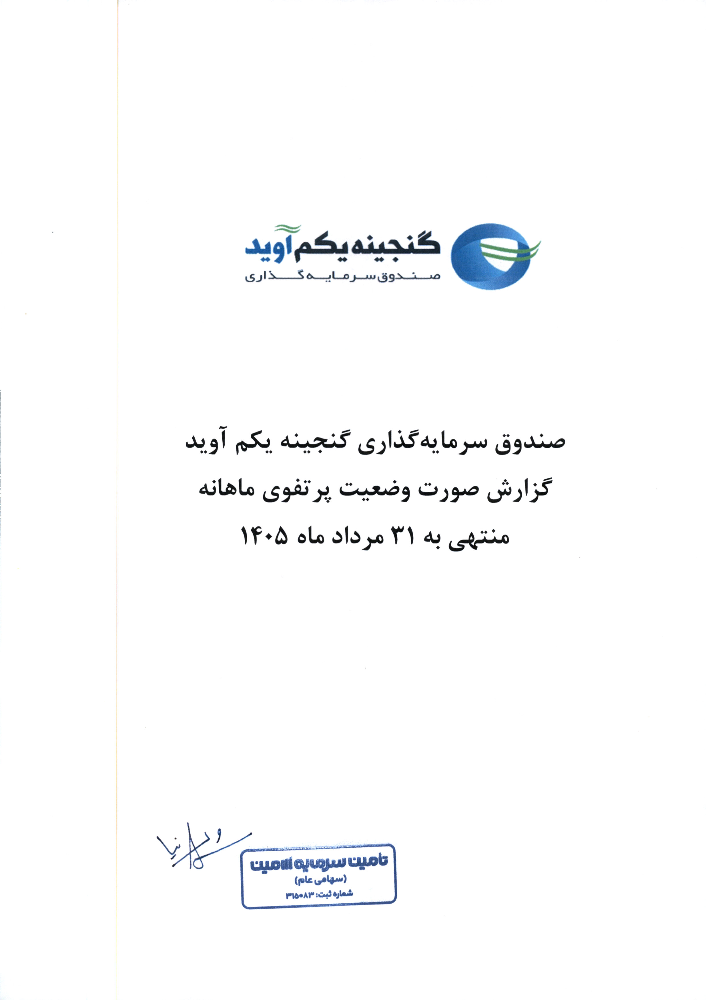 گنجینه یکم آوید
صندوق سرمایه گذاری
صندوق سرمایه‌گذاری گنجینه یکم آوید
گزارش صورت وضعیت پرتفوی ماهانه
منتهی به ۳۱ مرداد ماه ۱۴۰۵
تامین سرمایه امین
(سهامی عام)
شماره ثبت: ۳۱۵۰۸۳